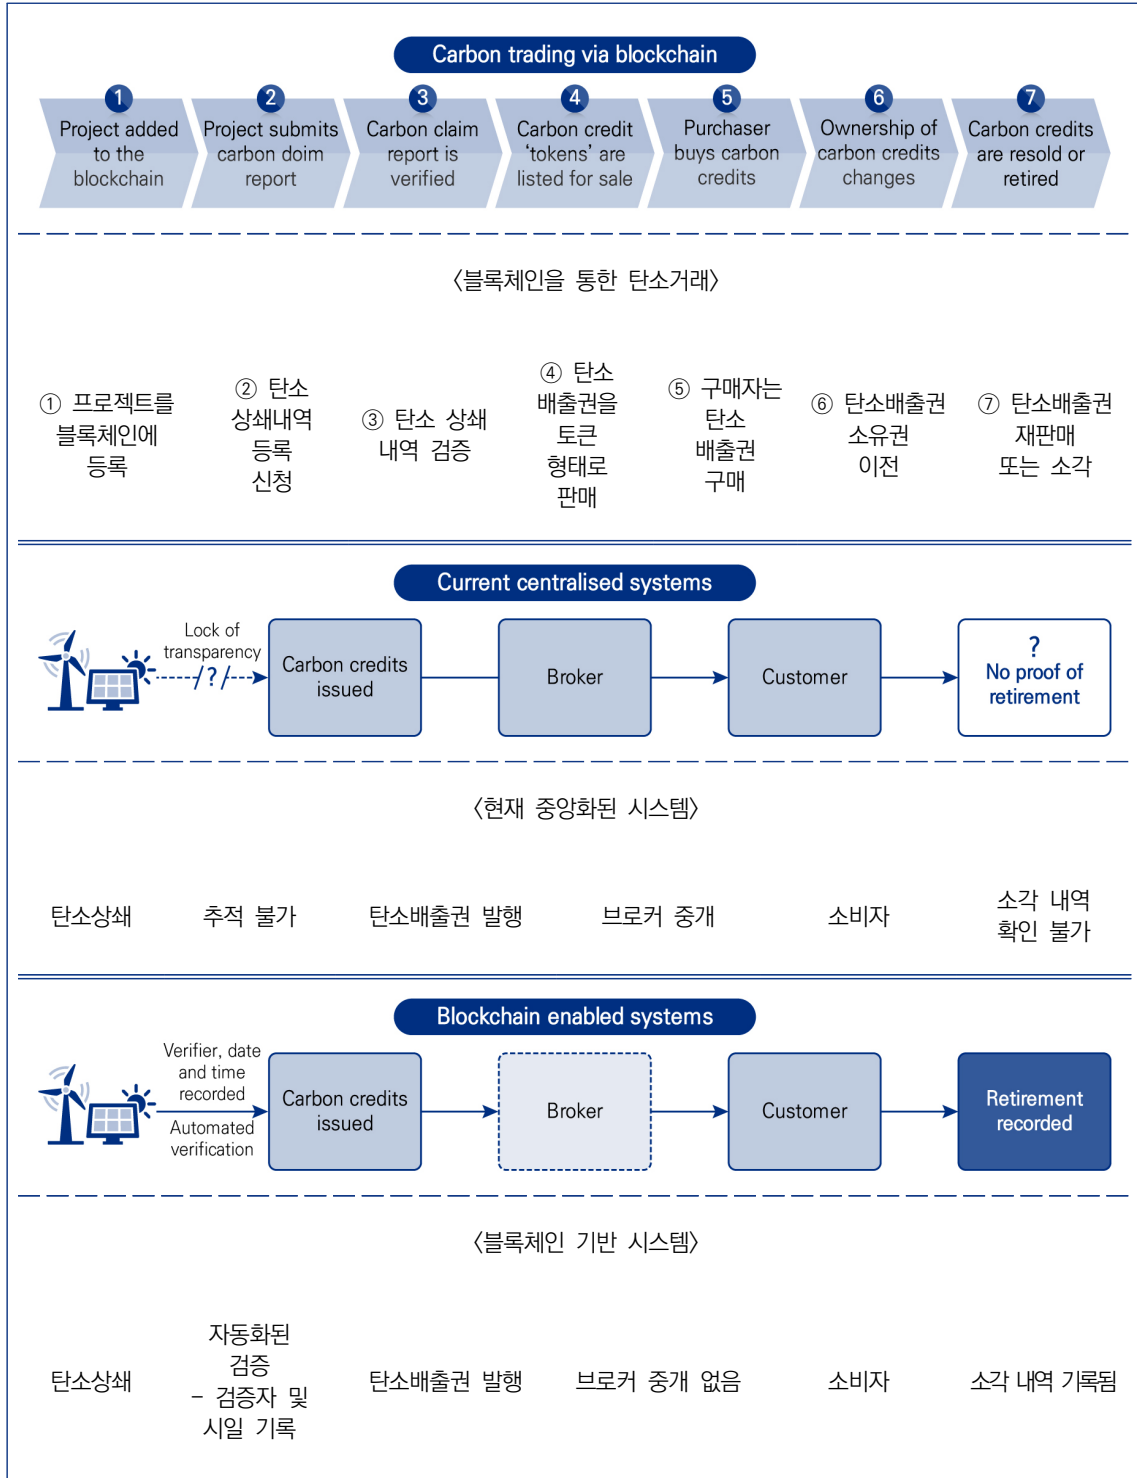 Carbon trading via blockchain
1
Project added
to the
blockchain
2
Project submits
carbon doim
report
3
Carbon claim
report is
verified
4
Carbon credit
‘tokens’ are
listed for sale
5
Purchaser
buys carbon
credits
6
Ownership of
carbon credits
changes
7
Carbon credits
are resold or
retired
〈블록체인을 통한 탄소거래〉
① 프로젝트를
블록체인에
등록
② 탄소
상쇄내역
등록
신청
③ 탄소 상쇄
내역 검증
④ 탄소
배출권을
토큰
형태로
판매
⑤ 구매자는
탄소
배출권
구매
⑥ 탄소배출권
소유권
이전
⑦ 탄소배출권
재판매
또는 소각
Current centralised systems
Lock of
transparency
/?/
Carbon credits
issued
Broker
Customer
?
No proof of
retirement
〈현재 중앙화된 시스템〉
탄소상쇄
추적 불가
탄소배출권 발행
브로커 중개
소비자
소각 내역
확인 불가
Blockchain enabled systems
Verifier, date
and time
recorded
Automated
verification
Carbon credits
issued
Broker
Customer
Retirement
recorded
〈블록체인 기반 시스템〉
탄소상쇄
자동화된
검증
– 검증자 및
시일 기록
탄소배출권 발행
브로커 중개 없음
소비자
소각 내역 기록됨